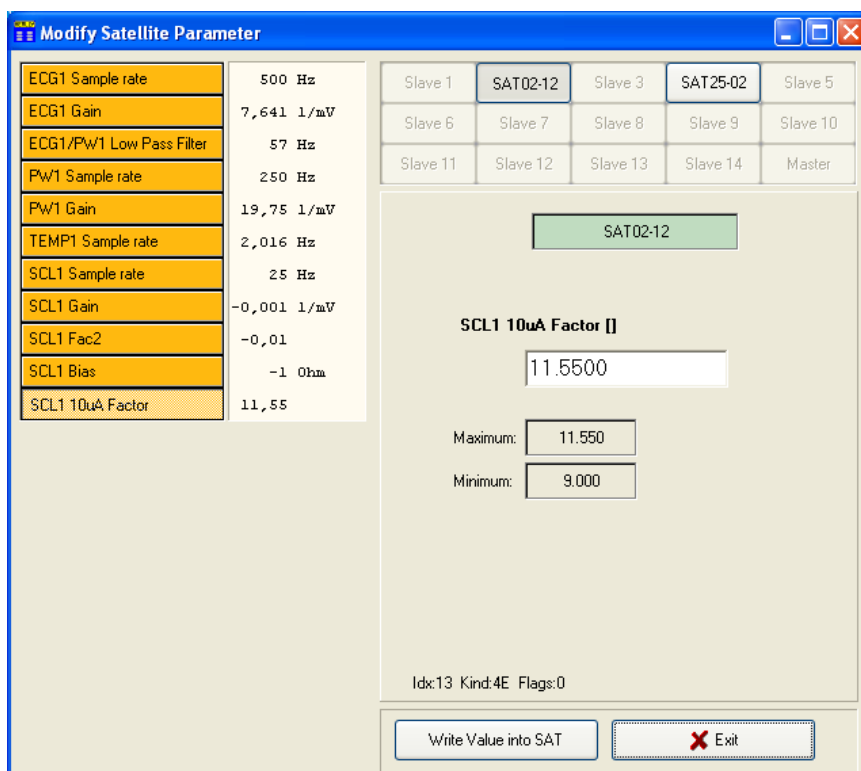 Modify Satellite Parameter
ECG1 Sample rate 500 Hz
ECG1 Gain 7,641 1/mV
ECG1/PW1 Low Pass Filter 57 Hz
PW1 Sample rate 250 Hz
PW1 Gain 19,75 1/mV
TEMP1 Sample rate 2,016 Hz
SCL1 Sample rate 25 Hz
SCL1 Gain -0,001 1/mV
SCL1 Fac2 -0,01
SCL1 Bias -1 Ohm
SCL1 10uA Factor 11,55
Slave 1 SAT02-12 Slave 3 SAT25-02 Slave 5
Slave 6 Slave 7 Slave 8 Slave 9 Slave 10
Slave 11 Slave 12 Slave 13 Slave 14 Master
SAT02-12
SCL1 10uA Factor []
11.5500
Maximum: 11.550
Minimum: 9.000
Idx:13 Kind:4E Flags:0
Write Value into SAT Exit